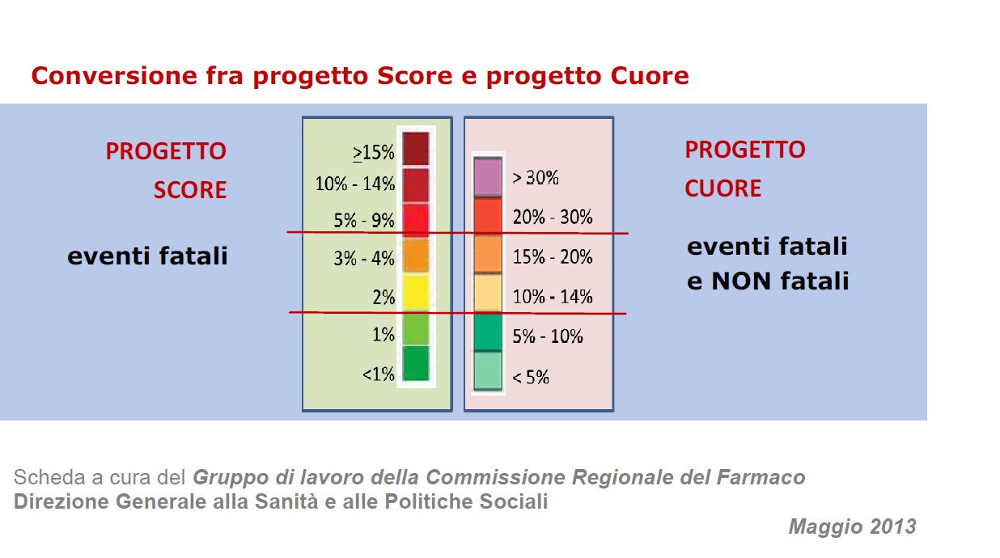 Conversione fra progetto Score e progetto Cuore
PROGETTO
SCORE
eventi fatali
≥15%
10% - 14%
5% - 9%
3% - 4%
2%
1%
<1%
> 30%
20% - 30%
15% - 20%
10% - 14%
5% - 10%
< 5%
PROGETTO
CUORE
eventi fatali
e NON fatali
Scheda a cura del Gruppo di lavoro della Commissione Regionale del Farmaco
Direzione Generale alla Sanità e alle Politiche Sociali
Maggio 2013